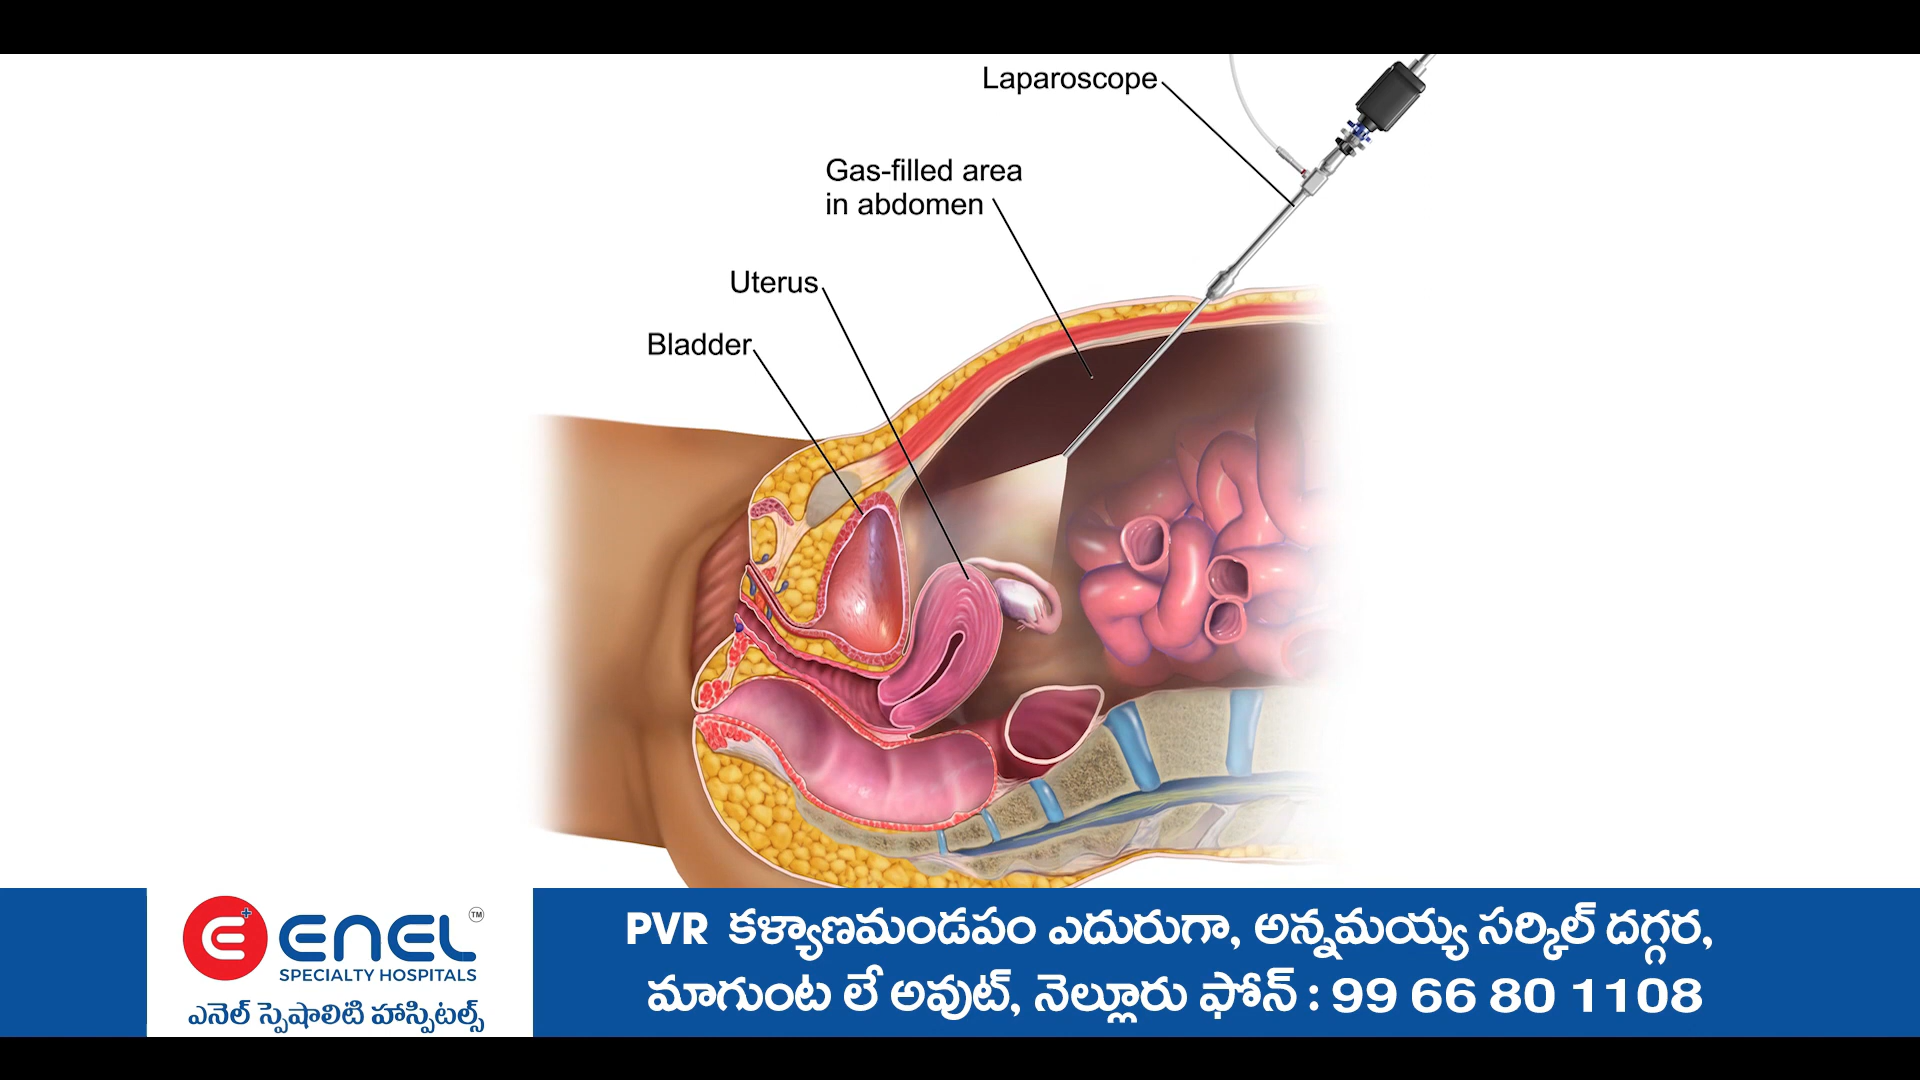 Laparoscope
Gas-filled area
in abdomen
Uterus
Bladder
ENEL TM
SPECIALTY HOSPITALS
ఎనెల్ స్పెషాలిటి హాస్పిటల్స్
PVR కళ్యాణమండపం ఎదురుగా, అన్నమయ్య సర్కిల్ దగ్గర,
మాగుంట లే అవుట్, నెల్లూరు ఫోన్ : 99 66 80 1108